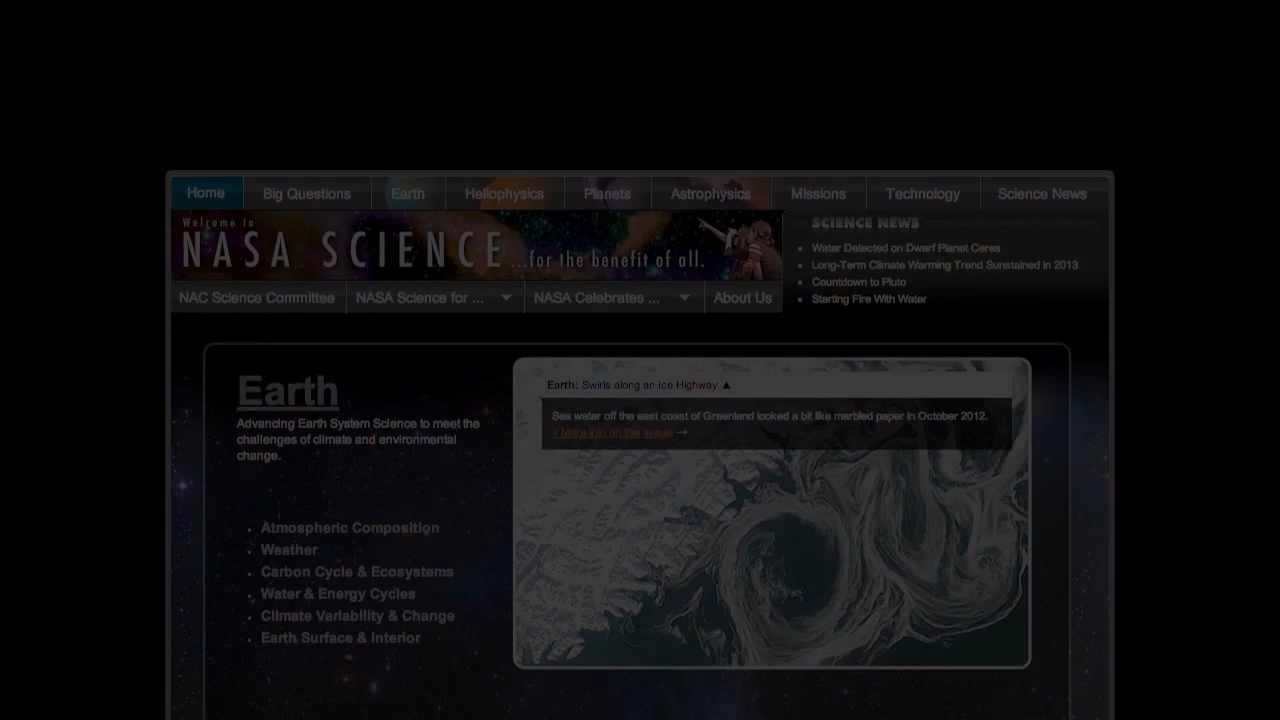 Home Big Questions Earth Heliophysics Planets Astrophysics Missions Technology Science News
Welcome to
NASA SCIENCE ...for the benefit of all.
NAC Science Committee NASA Science for ... NASA Celebrates ... About Us
SCIENCE NEWS
Water Detected on Dwarf Planet Ceres
Long-Term Climate Warming Trend Sunstained in 2013
Countdown to Pluto
Starting Fire With Water
Earth
Advancing Earth System Science to meet the
challenges of climate and environmental
change.
• Atmospheric Composition
• Weather
• Carbon Cycle & Ecosystems
• Water & Energy Cycles
• Climate Variability & Change
• Earth Surface & Interior
Earth: Swirls along an Ice Highway ▲
Sea water off the east coast of Greenland looked a bit like marbled paper in October 2012.
» More info on the image →